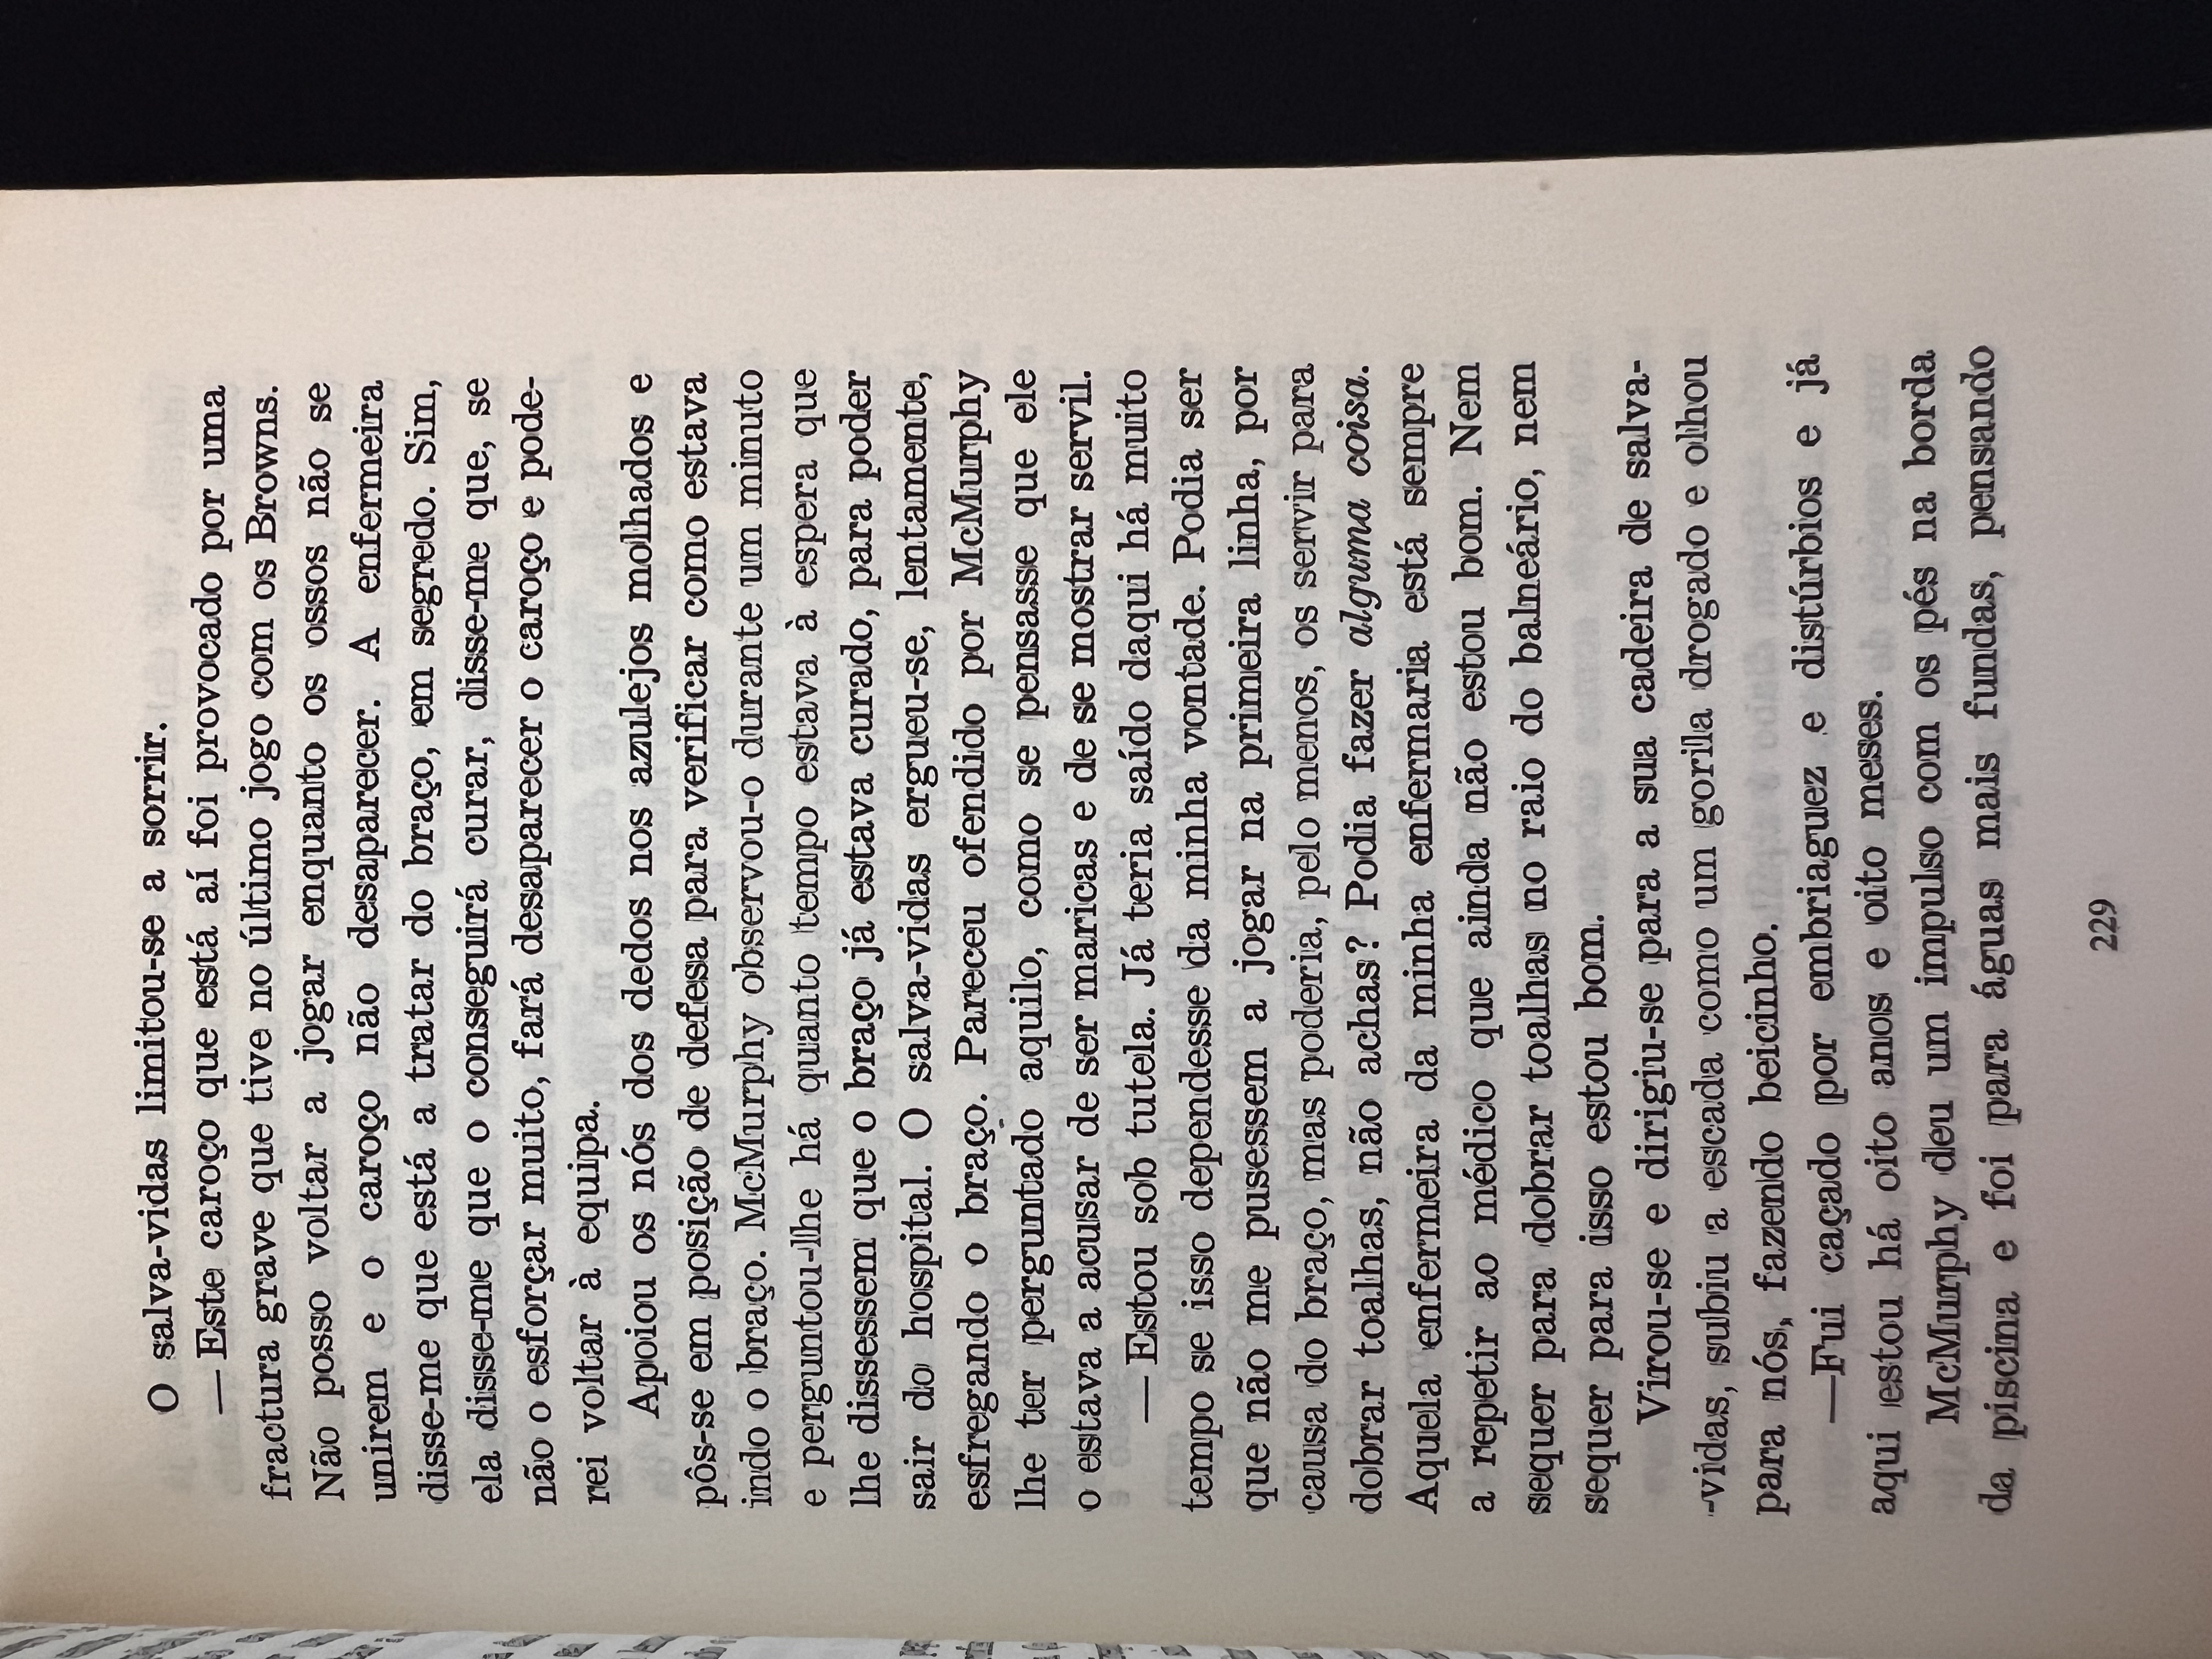 O salva-vidas limitou-se a sorrir.
— Este caroço que está aí foi provocado por uma
fractura grave que tive no último jogo com os Browns.
Não posso voltar a jogar enquanto os ossos não se
unirem e o caroço não desaparecer. A enfermeira
disse-me que está a tratar do braço, em segredo. Sim,
ela disse-me que o conseguirá curar, disse-me que, se
não o esforçar muito, fará desaparecer o caroço e pode-
rei voltar à equipa.
Apoiou os nós dos dedos nos azulejos molhados e
pôs-se em posição de defesa para verificar como estava
indo o braço. McMurphy observou-o durante um minuto
e perguntou-lhe há quanto tempo estava à espera que
lhe dissessem que o braço já estava curado, para poder
sair do hospital. O salva-vidas ergueu-se, lentamente,
esfregando o braço. Pareceu ofendido por McMurphy
lhe ter perguntado aquilo, como se pensasse que ele
o estava a acusar de ser maricas e de se mostrar servil.
— Estou sob tutela. Já teria saído daqui há muito
tempo se isso dependesse da minha vontade. Podia ser
que não me pusessem a jogar na primeira linha, por
causa do braço, mas poderia, pelo menos, os servir para
dobrar toalhas, não achas? Podia fazer alguma coisa.
Aquela enfermeira da minha enfermaria está sempre
a repetir ao médico que ainda não estou bom. Nem
sequer para dobrar toalhas no raio do balneário, nem
sequer para isso estou bom.
Virou-se e dirigiu-se para a sua cadeira de salva-
-vidas, subiu a escada como um gorila drogado e olhou
para nós, fazendo beicinho.
—Fui caçado por embriaguez e distúrbios e já
aqui estou há oito anos e oito meses.
McMurphy deu um impulso com os pés na borda
da piscina e foi para águas mais fundas, pensando
229